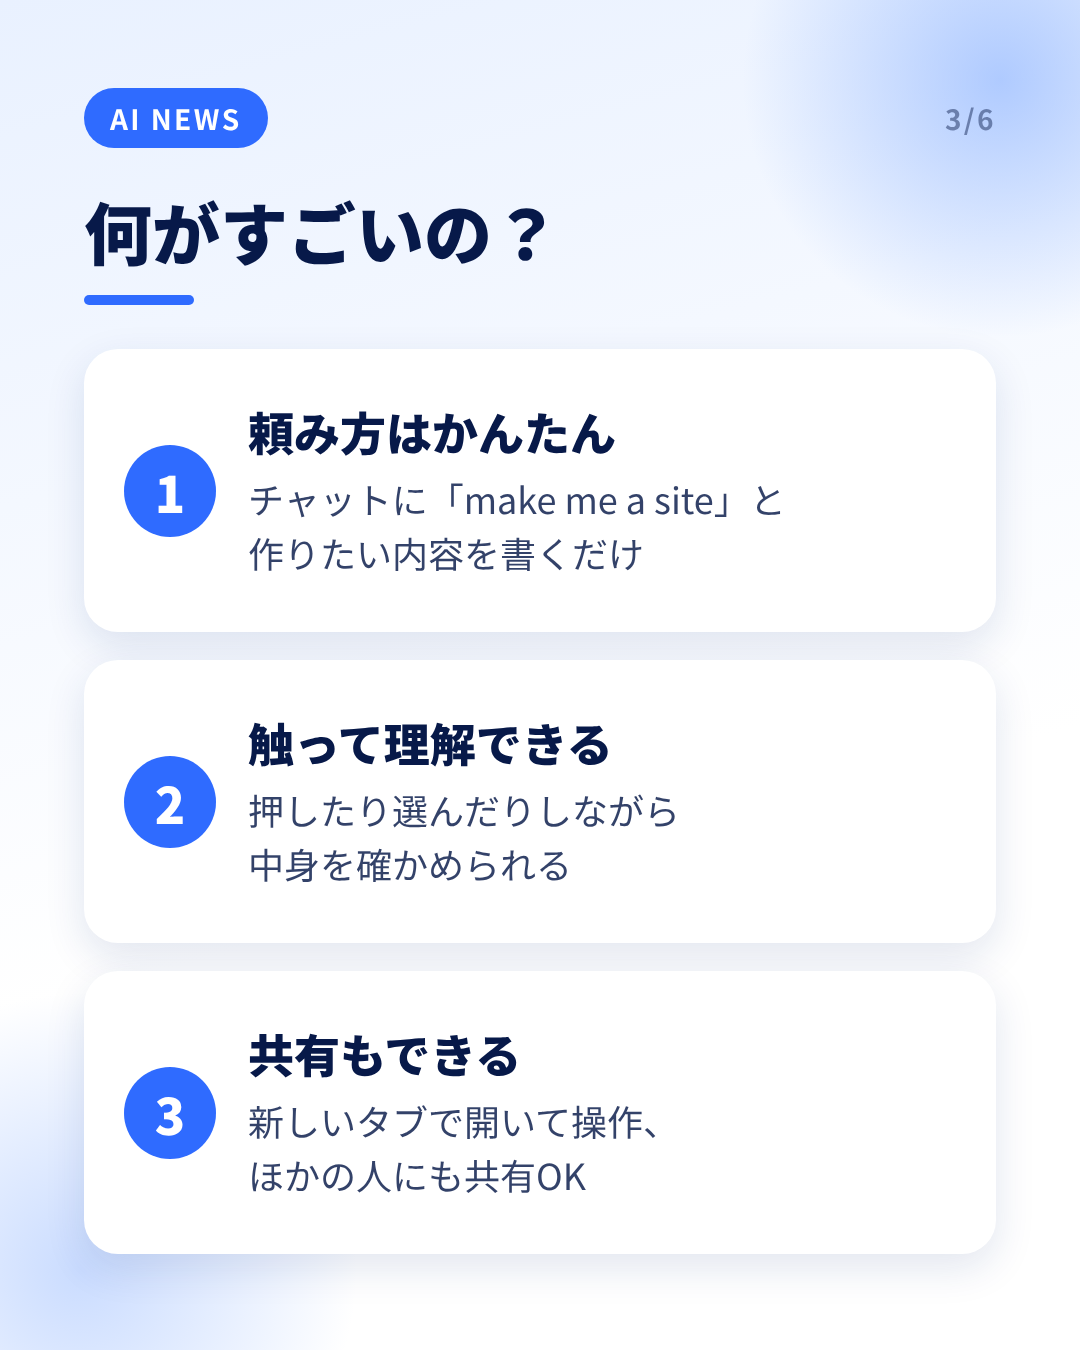 AI NEWS
3/6
何がすごいの？
1
頼み方はかんたん
チャットに「make me a site」と
作りたい内容を書くだけ
2
触って理解できる
押したり選んだりしながら
中身を確かめられる
3
共有もできる
新しいタブで開いて操作、
ほかの人にも共有OK